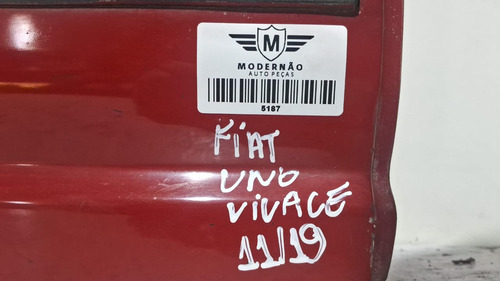 M
MODERNÃO
AUTO PEÇAS
5187
FiAT
UNO
ViVACE
11/19